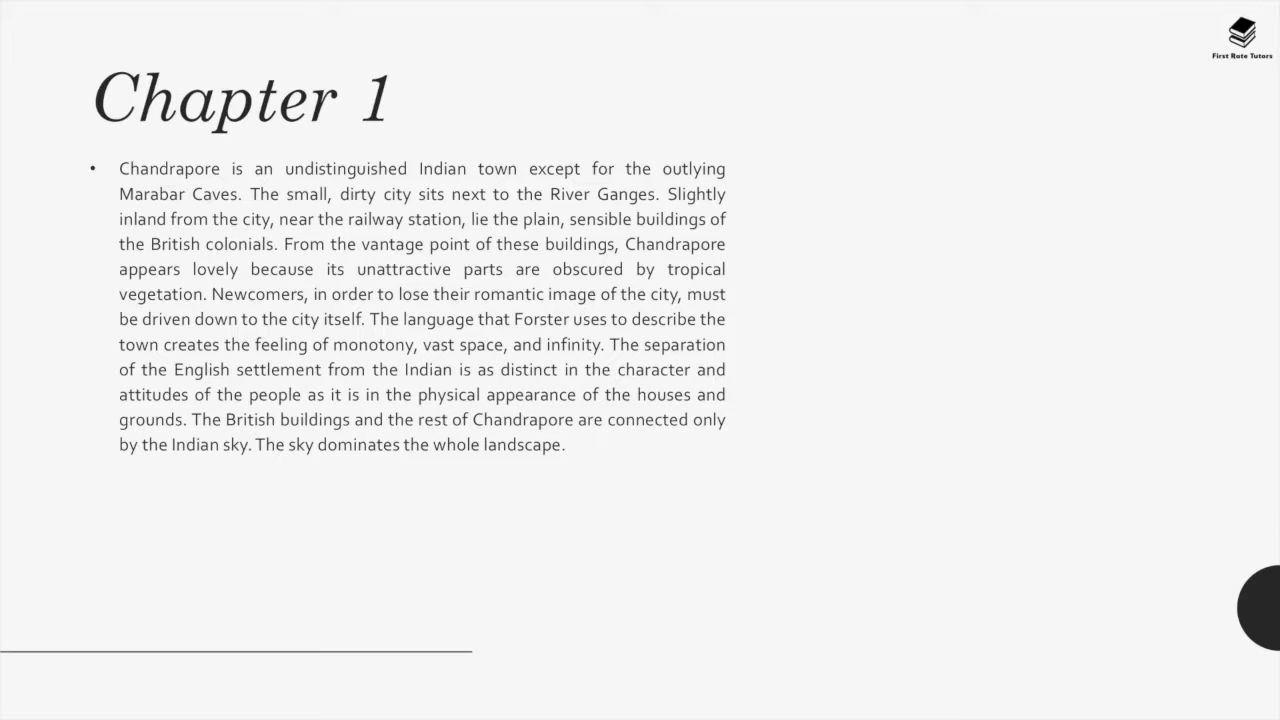 First Rate Tutors
Chapter 1
• Chandrapore is an undistinguished Indian town except for the outlying
Marabar Caves. The small, dirty city sits next to the River Ganges. Slightly
inland from the city, near the railway station, lie the plain, sensible buildings of
the British colonials. From the vantage point of these buildings, Chandrapore
appears lovely because its unattractive parts are obscured by tropical
vegetation. Newcomers, in order to lose their romantic image of the city, must
be driven down to the city itself. The language that Forster uses to describe the
town creates the feeling of monotony, vast space, and infinity. The separation
of the English settlement from the Indian is as distinct in the character and
attitudes of the people as it is in the physical appearance of the houses and
grounds. The British buildings and the rest of Chandrapore are connected only
by the Indian sky. The sky dominates the whole landscape.